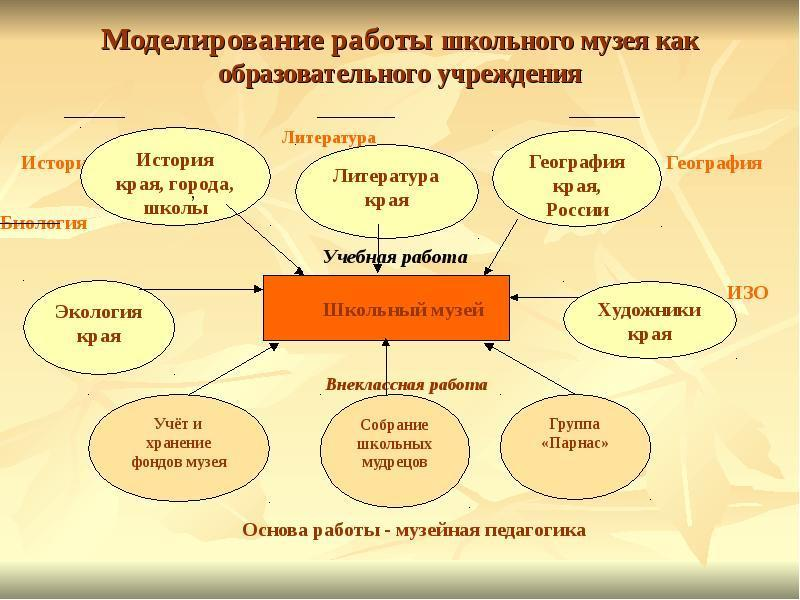 Моделирование работы школьного музея как
образовательного учреждения
Литература
История
края, города,
школы
Литература
края
География
края,
России
География
Биология
Учебная работа
Экология
края
Школьный музей
ИЗО
Художники
края
Внеклассная работа
Учёт и
хранение
фондов музея
Собрание
школьных
мудрецов
Группа
«Парнас»
Основа работы - музейная педагогика